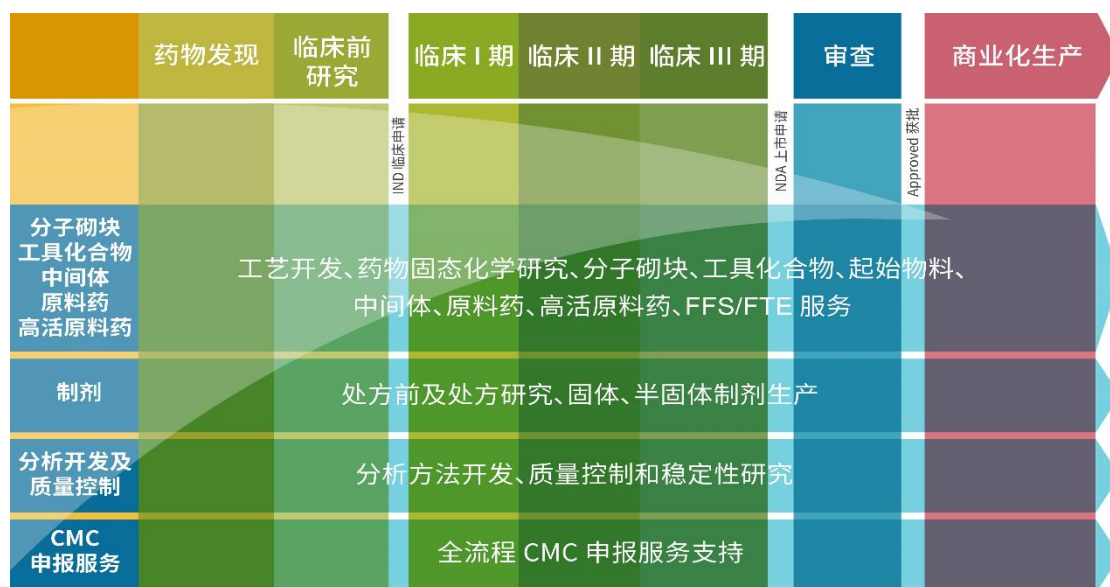 药物发现
临床前
研究
临床 I 期
临床 II 期
临床 III 期
审查
商业化生产
IND 临床申请
NDA 上市申请
Approved 获批
分子砌块
工具化合物
中间体
原料药
高活原料药
工艺开发、药物固态化学研究、分子砌块、工具化合物、起始物料、
中间体、原料药、高活原料药、FFS/FTE 服务
制剂
处方前及处方研究、固体、半固体制剂生产
分析开发及
质量控制
分析方法开发、质量控制和稳定性研究
CMC
申报服务
全流程 CMC 申报服务支持